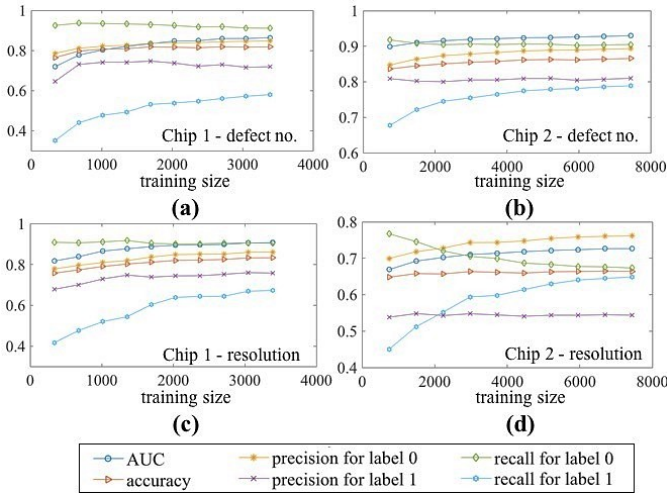 1
0.8
0.6
0.4
0 1000 2000 3000 4000
Chip 1 - defect no.
training size
(a)
1
0.9
0.8
0.7
0.6
0 2000 4000 6000 8000
Chip 2 - defect no.
training size
(b)
1
0.8
0.6
0.4
0 1000 2000 3000 4000
Chip 1 - resolution
training size
(c)
0.8
0.7
0.6
0.5
0.4
0 2000 4000 6000 8000
Chip 2 - resolution
training size
(d)
AUC
precision for label 0
recall for label 0
accuracy
precision for label 1
recall for label 1